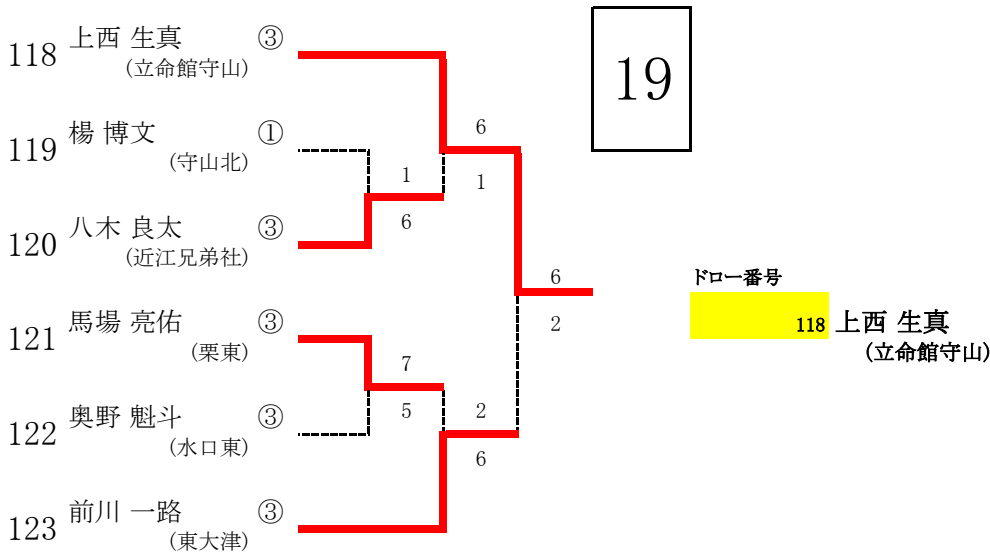 118 上西 生真 ③
(立命館守山)
19
119 楊 博文 ①
(守山北)
6
1
1
6
120 八木 良太 ③
(近江兄弟社)
6
2
ドロー番号
118 上西 生真
(立命館守山)
121 馬場 亮佑 ③
(栗東)
7
5
2
6
122 奥野 魁斗 ③
(水口東)
123 前川 一路 ③
(東大津)